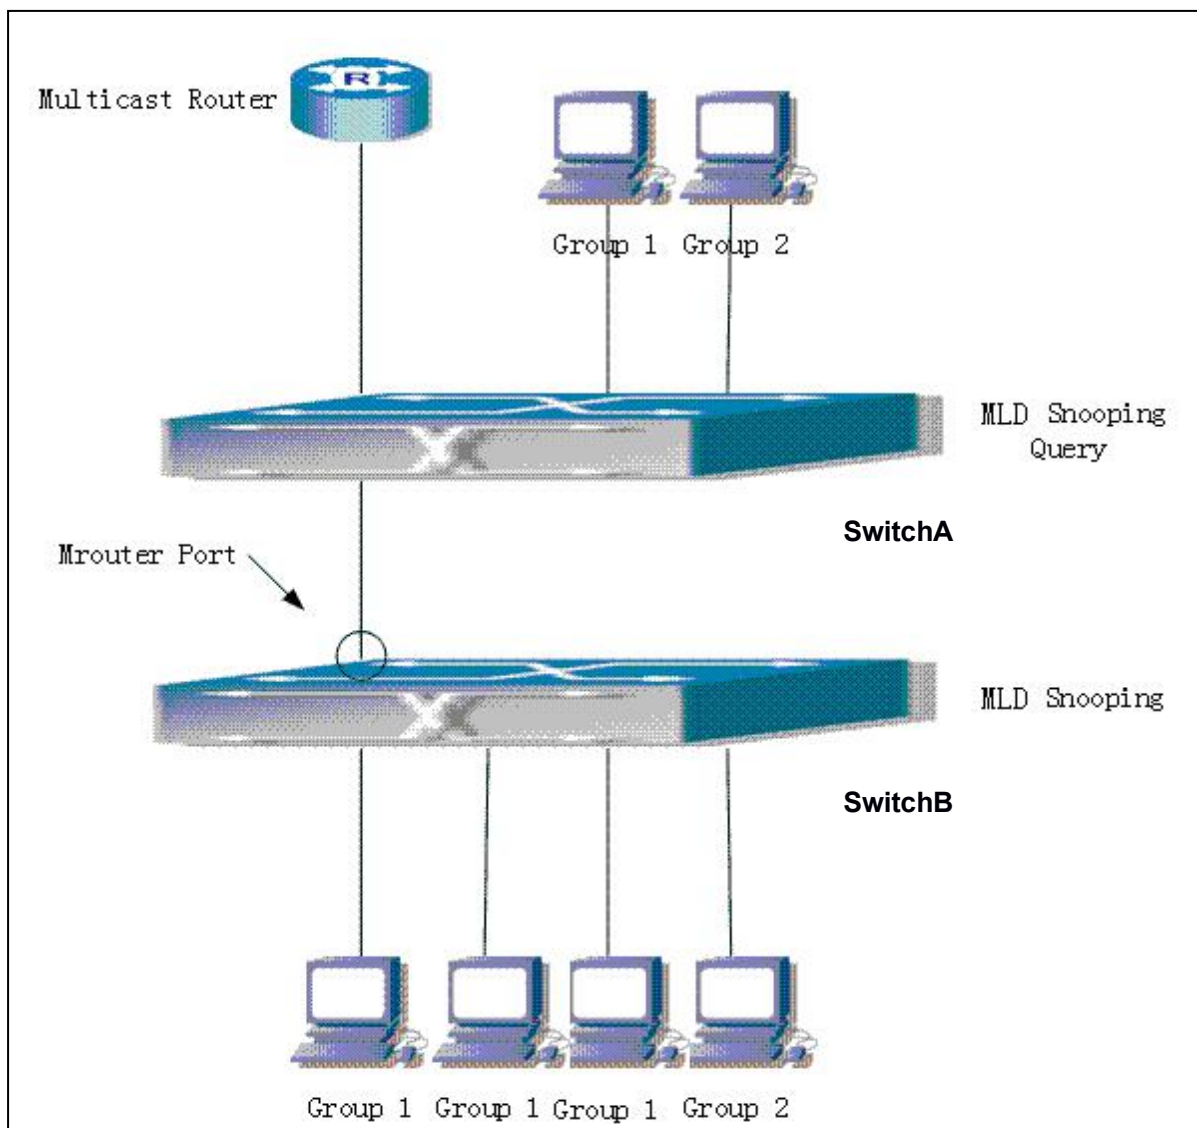 R
Multicast Router
Group 1
Group 2
MLD Snooping
Query
SwitchA
Mrouter Port
MLD Snooping
SwitchB
Group 1
Group 1
Group 1
Group 2